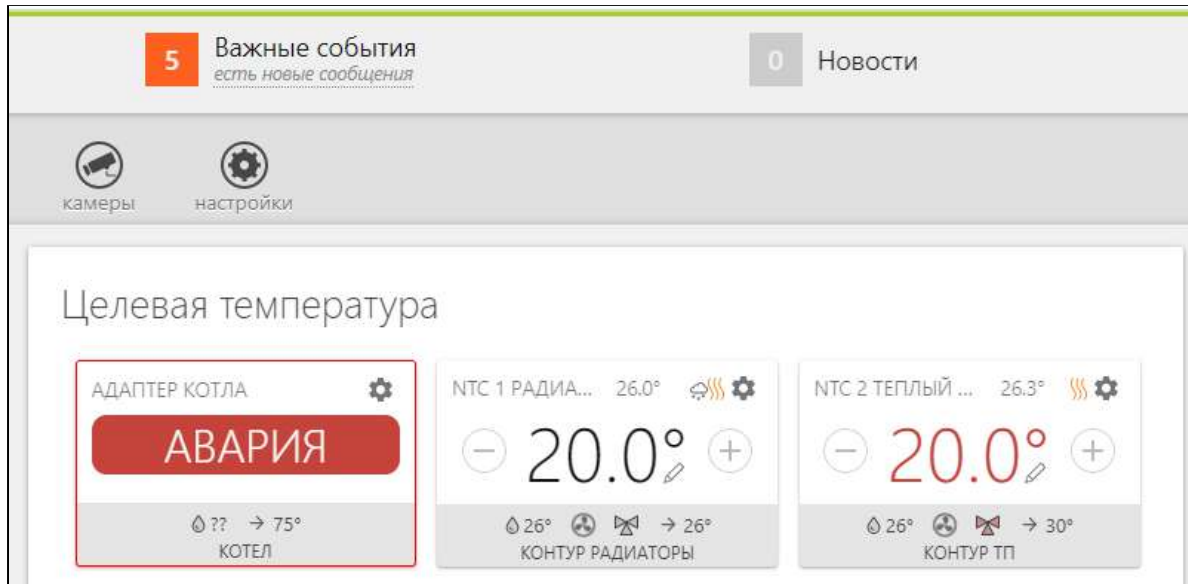 5
Важные события
есть новые сообщения
0
Новости
камеры
настройки
Целевая температура
АДАПТЕР КОТЛА
АВАРИЯ
?? → 75°
КОТЕЛ
NTC 1 РАДИА... 26.0°
− 20.0° +
26° → 26°
КОНТУР РАДИАТОРЫ
NTC 2 ТЕПЛЫЙ ... 26.3°
− 20.0° +
26° → 30°
КОНТУР ТП